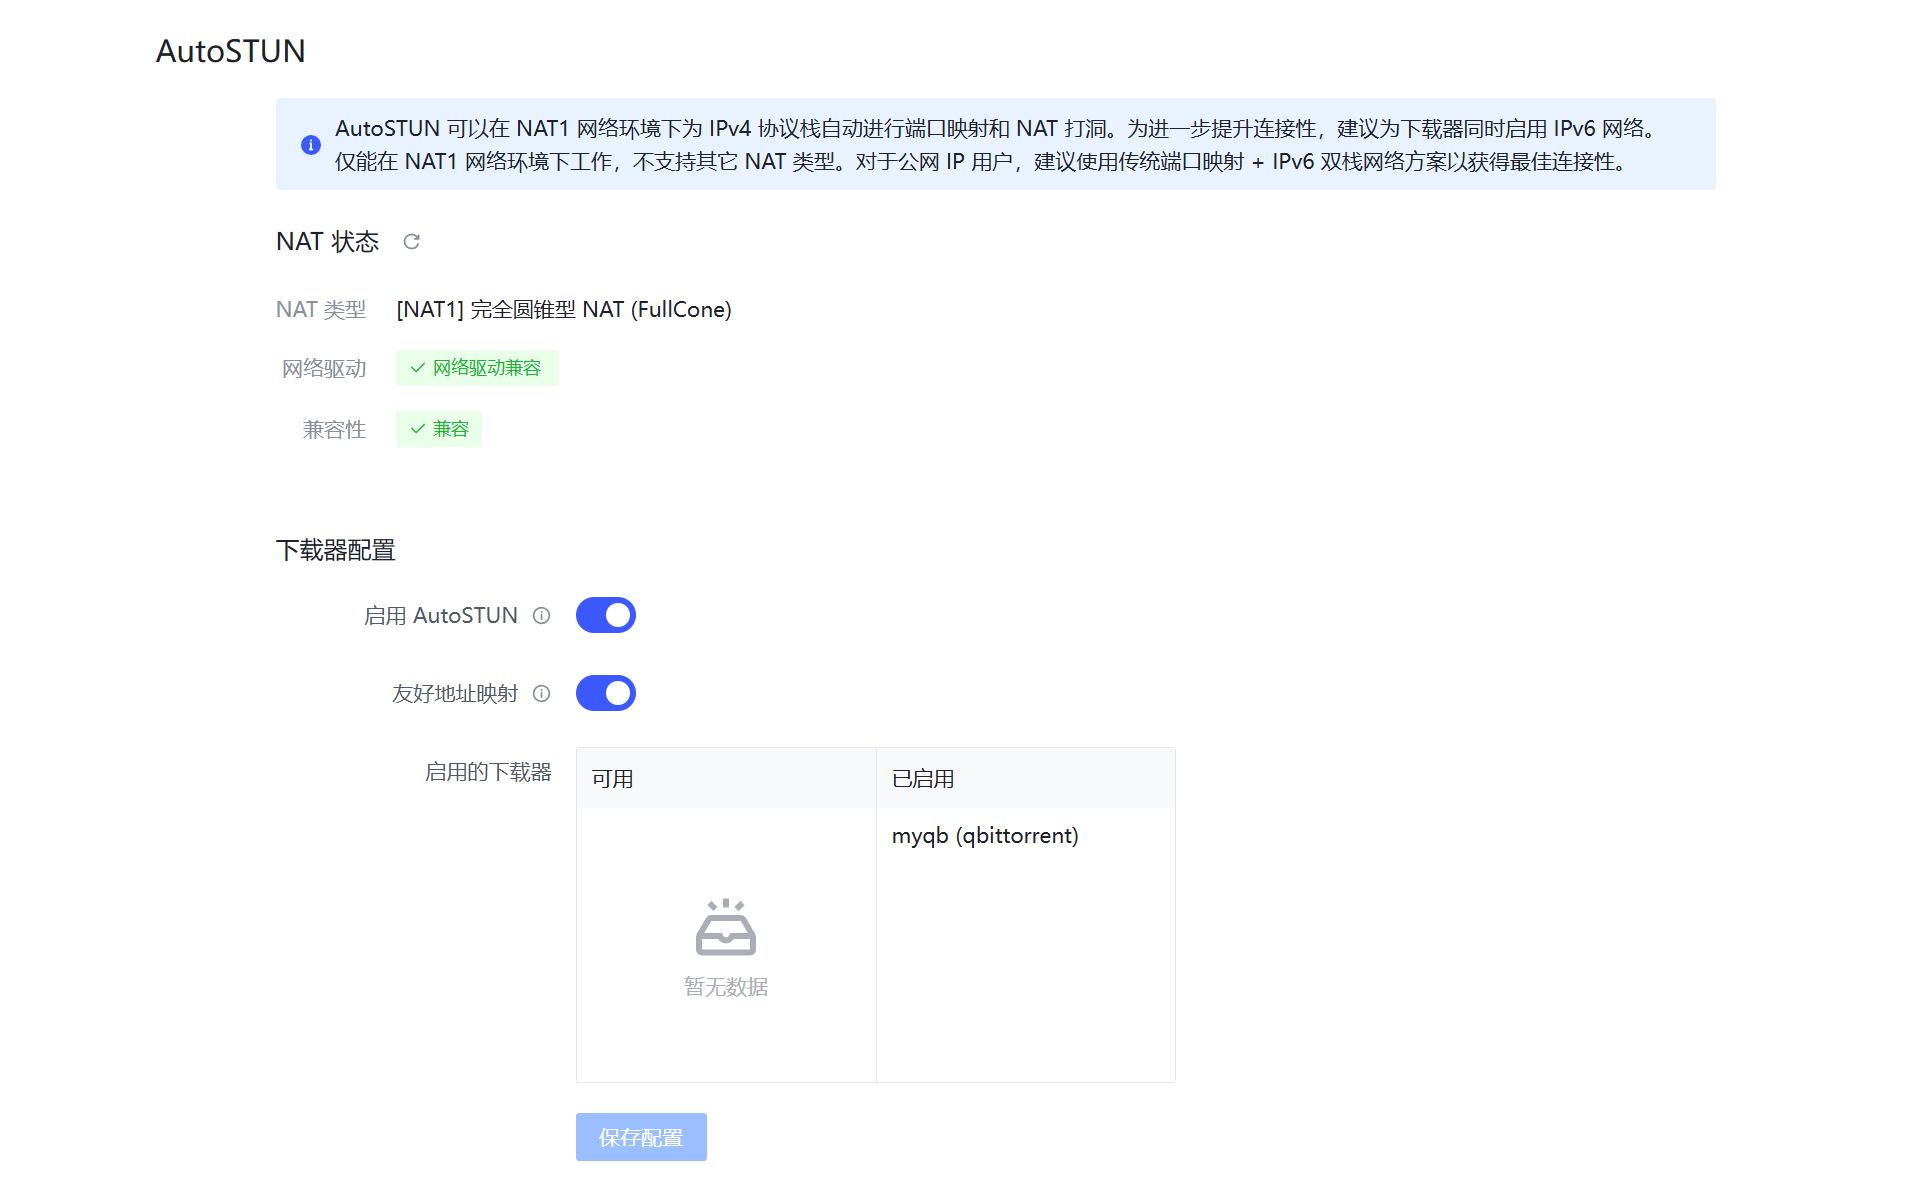 AutoSTUN
AutoSTUN 可以在 NAT1 网络环境下为 IPv4 协议栈自动进行端口映射和 NAT 打洞。为进一步提升连接性，建议为下载器同时启用 IPv6 网络。
仅能在 NAT1 网络环境下工作，不支持其它 NAT 类型。对于公网 IP 用户，建议使用传统端口映射 + IPv6 双栈网络方案以获得最佳连接性。
NAT 状态
NAT 类型 [NAT1] 完全圆锥型 NAT (FullCone)
网络驱动 网络驱动兼容
兼容性 兼容
下载器配置
启用 AutoSTUN
友好地址映射
启用的下载器 可用 已启用
myqb (qbittorrent)
暂无数据
保存配置